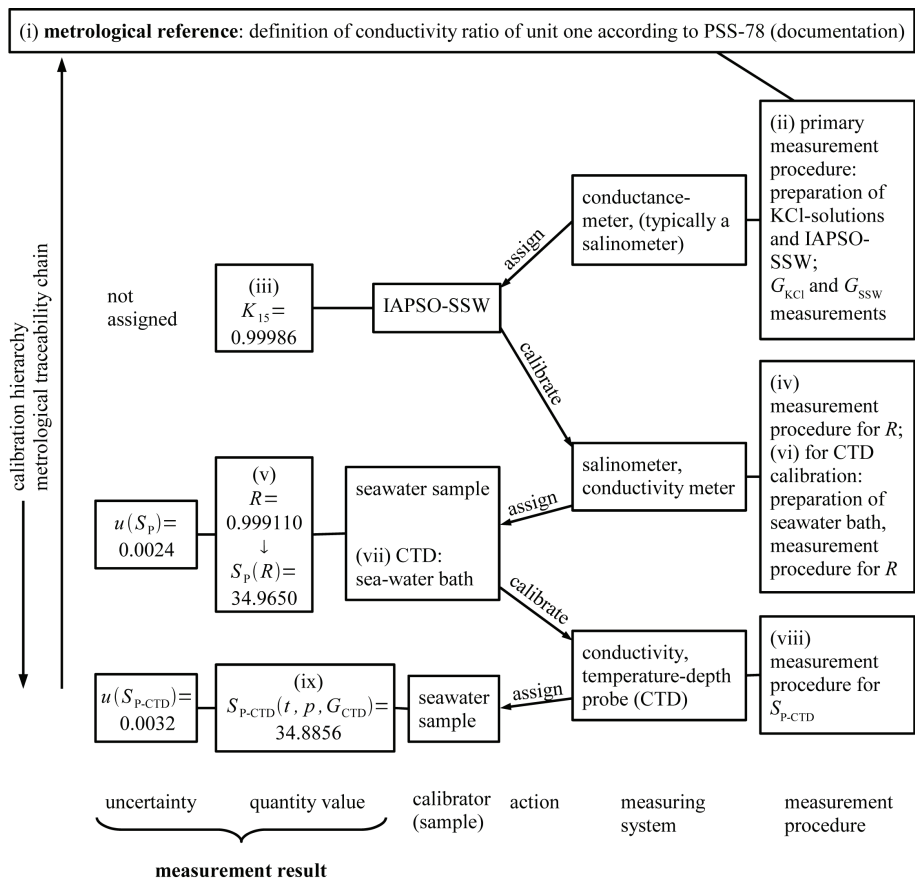 (i) metrological reference: definition of conductivity ratio of unit one according to PSS-78 (documentation)
calibration hierarchy
metrological traceability chain
(ii) primary
measurement
procedure:
preparation of
KCl-solutions
and IAPSO-
SSW;
G_KCl and G_SSW
measurements
conductance-
meter, (typically a
salinometer)
assign
not
assigned
(iii)
K_15=
0.99986
IAPSO-SSW
calibrate
(iv)
measurement
procedure for R;
(vi) for CTD
calibration:
preparation of
seawater bath,
measurement
procedure for R
salinometer,
conductivity meter
assign
seawater sample
(vii) CTD:
sea-water bath
(v)
R=
0.999110
↓
S_P(R)=
34.9650
u(S_P)=
0.0024
calibrate
(viii)
measurement
procedure for
S_P-CTD
conductivity,
temperature-depth
probe (CTD)
assign
seawater
sample
(ix)
S_P-CTD(t, p, G_CTD)=
34.8856
u(S_P-CTD)=
0.0032
uncertainty
quantity value
calibrator
(sample)
action
measuring
system
measurement
procedure
measurement result